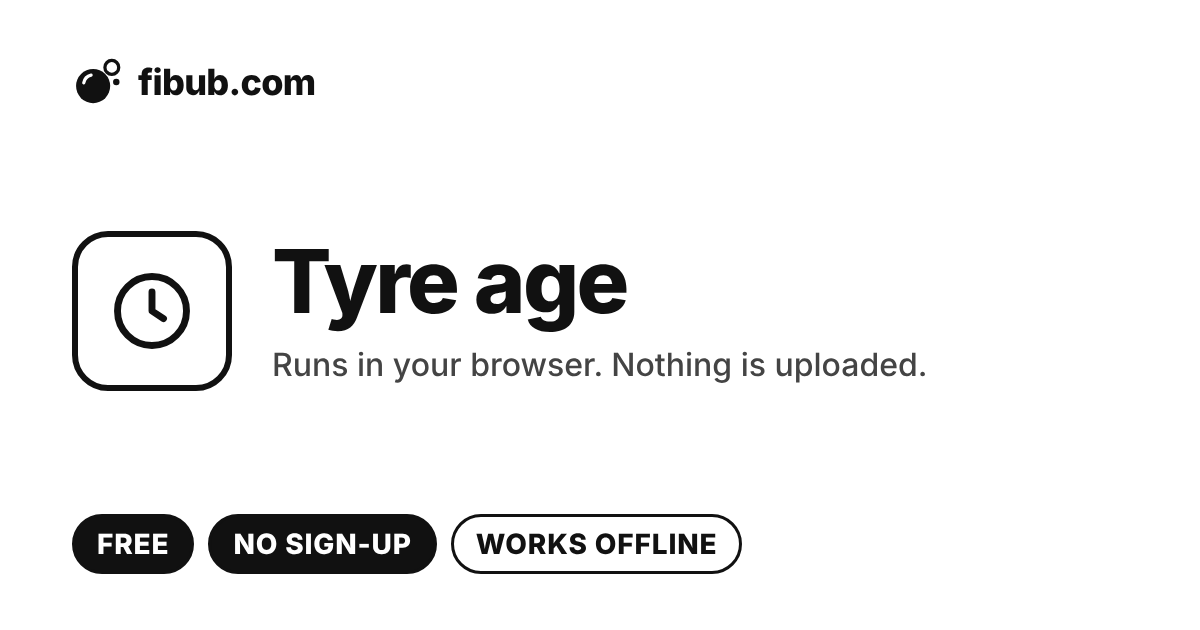 fibub.com
Tyre age
Runs in your browser. Nothing is uploaded.
FREE
NO SIGN-UP
WORKS OFFLINE